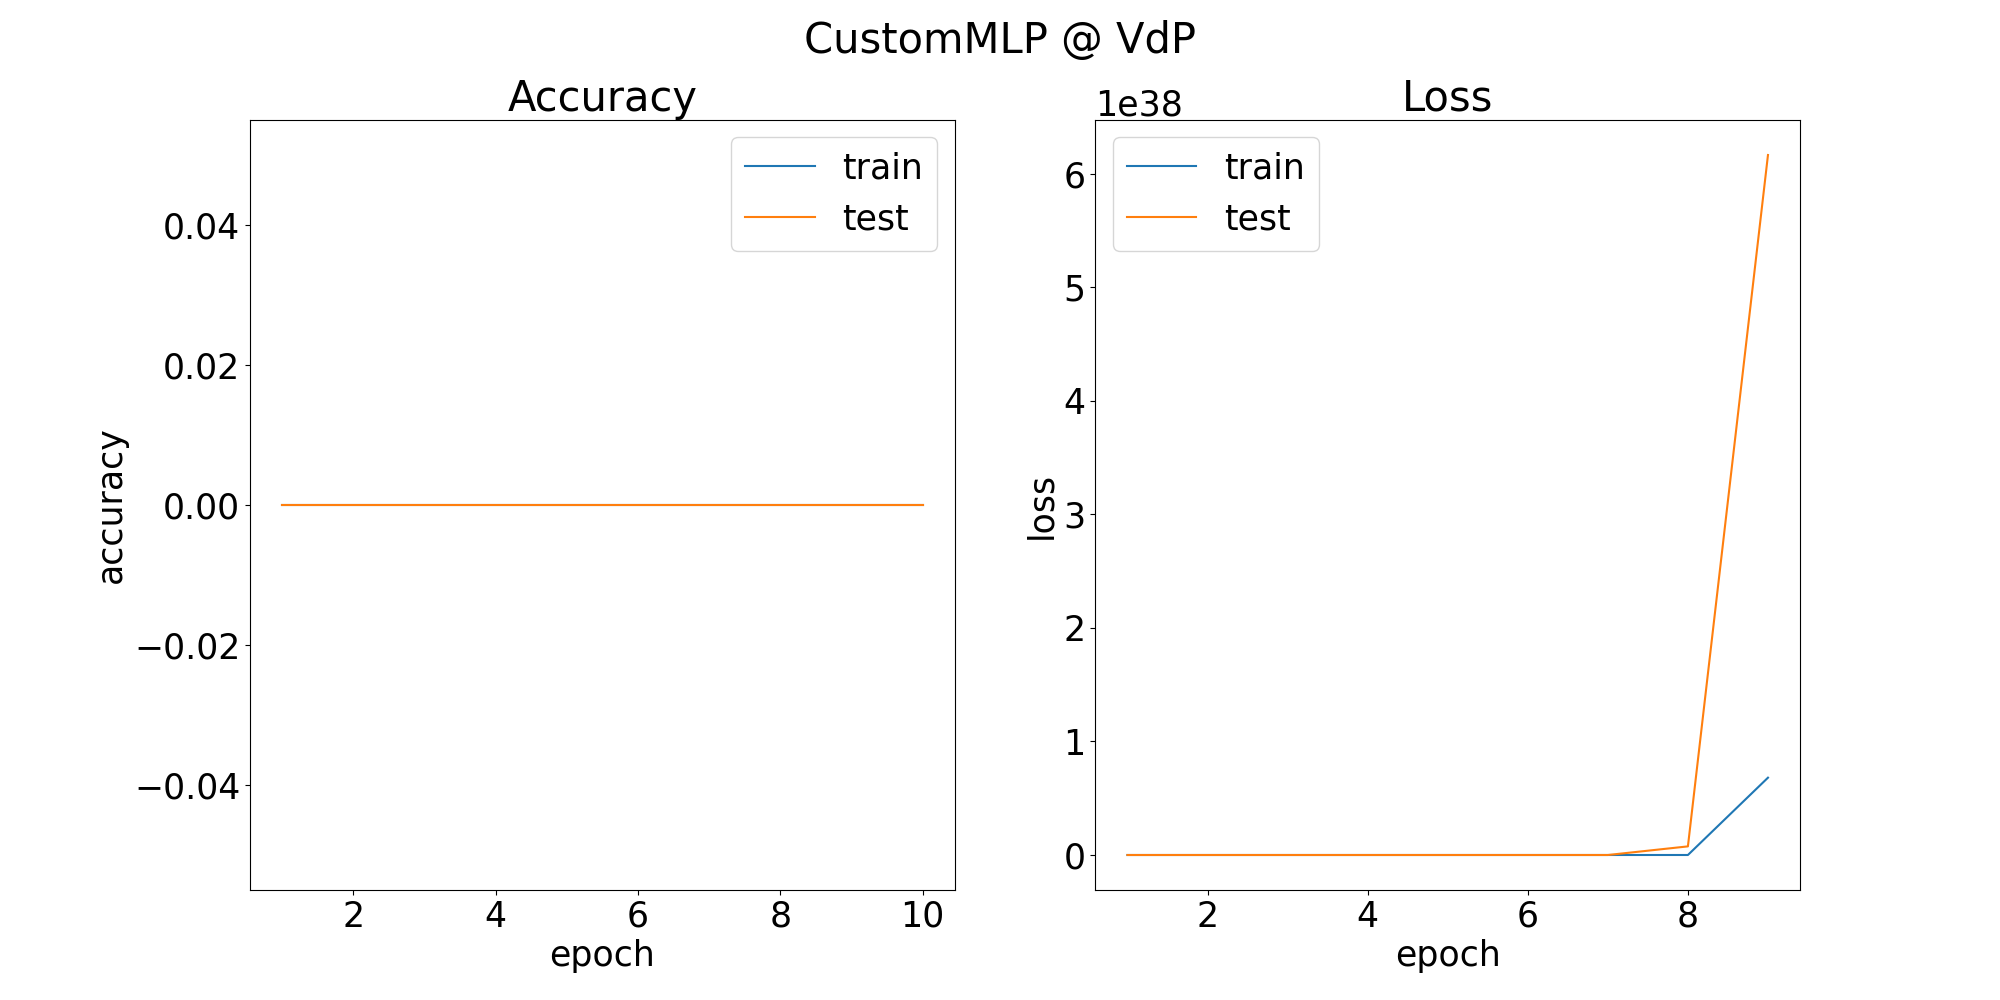 CustomMLP @ VdP
Accuracy
train
test
0.04
0.02
0.00
−0.02
−0.04
accuracy
2 4 6 8 10
epoch
Loss
1e38
train
test
6
5
4
3
2
1
0
loss
2 4 6 8
epoch